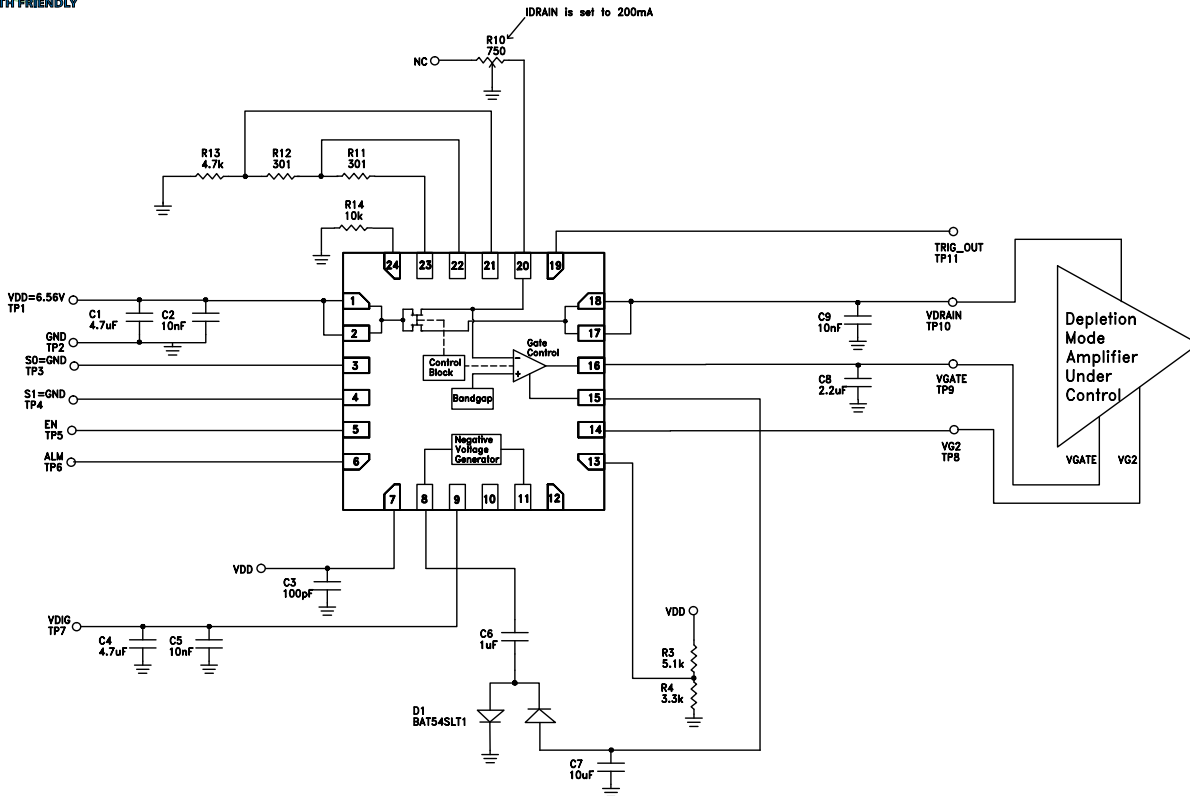 TH FRIENDLY
IDRAIN is set to 200mA
R10
750
NC
R13
4.7k
R12
301
R11
301
R14
10k
24
23
22
21
20
19
TRIG_OUT
TP11
VDD=6.56V
TP1
C1
4.7uF
C2
10nF
GND
TP2
S0=GND
TP3
S1=GND
TP4
EN
TP5
ALM
TP6
1
2
3
4
5
6
Control
Block
Gate
Control
Bandgap
Negative
Voltage
Generator
18
17
16
15
14
13
7
8
9
10
11
12
C9
10nF
VDRAIN
TP10
C8
2.2uF
VGATE
TP9
VG2
TP8
Depletion
Mode
Amplifier
Under
Control
VGATE
VG2
VDD
C3
100pF
VDIG
TP7
C4
4.7uF
C5
10nF
C6
1uF
D1
BAT54SLT1
C7
10uF
VDD
R3
5.1k
R4
3.3k